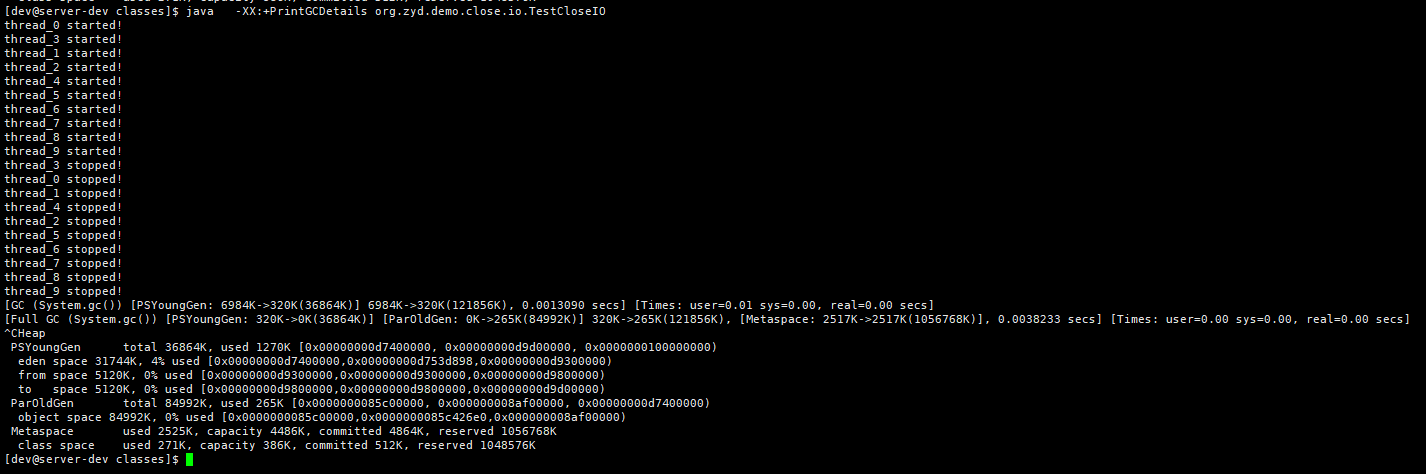 [dev@server-dev classes]$ java   -XX:+PrintGCDetails org.zyd.demo.close.io.TestCloseIO
thread_0 started!
thread_3 started!
thread_1 started!
thread_2 started!
thread_4 started!
thread_5 started!
thread_6 started!
thread_7 started!
thread_8 started!
thread_9 started!
thread_3 stopped!
thread_0 stopped!
thread_1 stopped!
thread_4 stopped!
thread_2 stopped!
thread_5 stopped!
thread_6 stopped!
thread_7 stopped!
thread_8 stopped!
thread_9 stopped!
[GC (System.gc()) [PSYoungGen: 6984K->320K(36864K)] 6984K->320K(121856K), 0.0013090 secs] [Times: user=0.01 sys=0.00, real=0.00 secs]
[Full GC (System.gc()) [PSYoungGen: 320K->0K(36864K)] [ParOldGen: 0K->265K(84992K)] 320K->265K(121856K), [Metaspace: 2517K->2517K(1056768K)], 0.0038233 secs] [Times: user=0.00 sys=0.00, real=0.00 secs]
^CHeap
 PSYoungGen      total 36864K, used 1270K [0x00000000d7400000, 0x00000000d9d00000, 0x0000000100000000)
  eden space 31744K, 4% used [0x00000000d7400000,0x00000000d753d898,0x00000000d9300000)
  from space 5120K, 0% used [0x00000000d9300000,0x00000000d9300000,0x00000000d9800000)
  to   space 5120K, 0% used [0x00000000d9800000,0x00000000d9800000,0x00000000d9d00000)
 ParOldGen       total 84992K, used 265K [0x0000000085c00000, 0x000000008af00000, 0x00000000d7400000)
  object space 84992K, 0% used [0x0000000085c00000,0x0000000085c426e0,0x000000008af00000)
 Metaspace       used 2525K, capacity 4486K, committed 4864K, reserved 1056768K
  class space    used 271K, capacity 386K, committed 512K, reserved 1048576K
[dev@server-dev classes]$